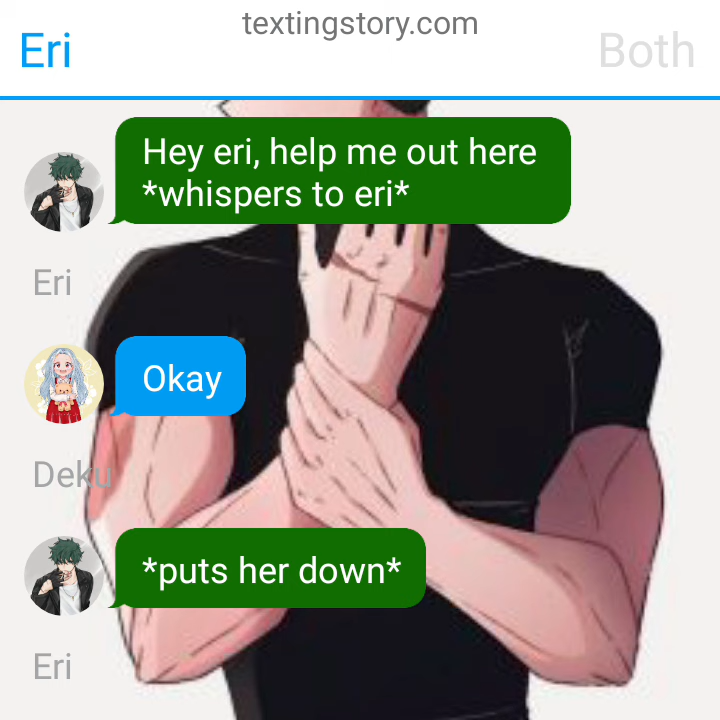 textingstory.com
Eri
Both
Hey eri, help me out here
*whispers to eri*
Eri
Okay
Deku
*puts her down*
Eri